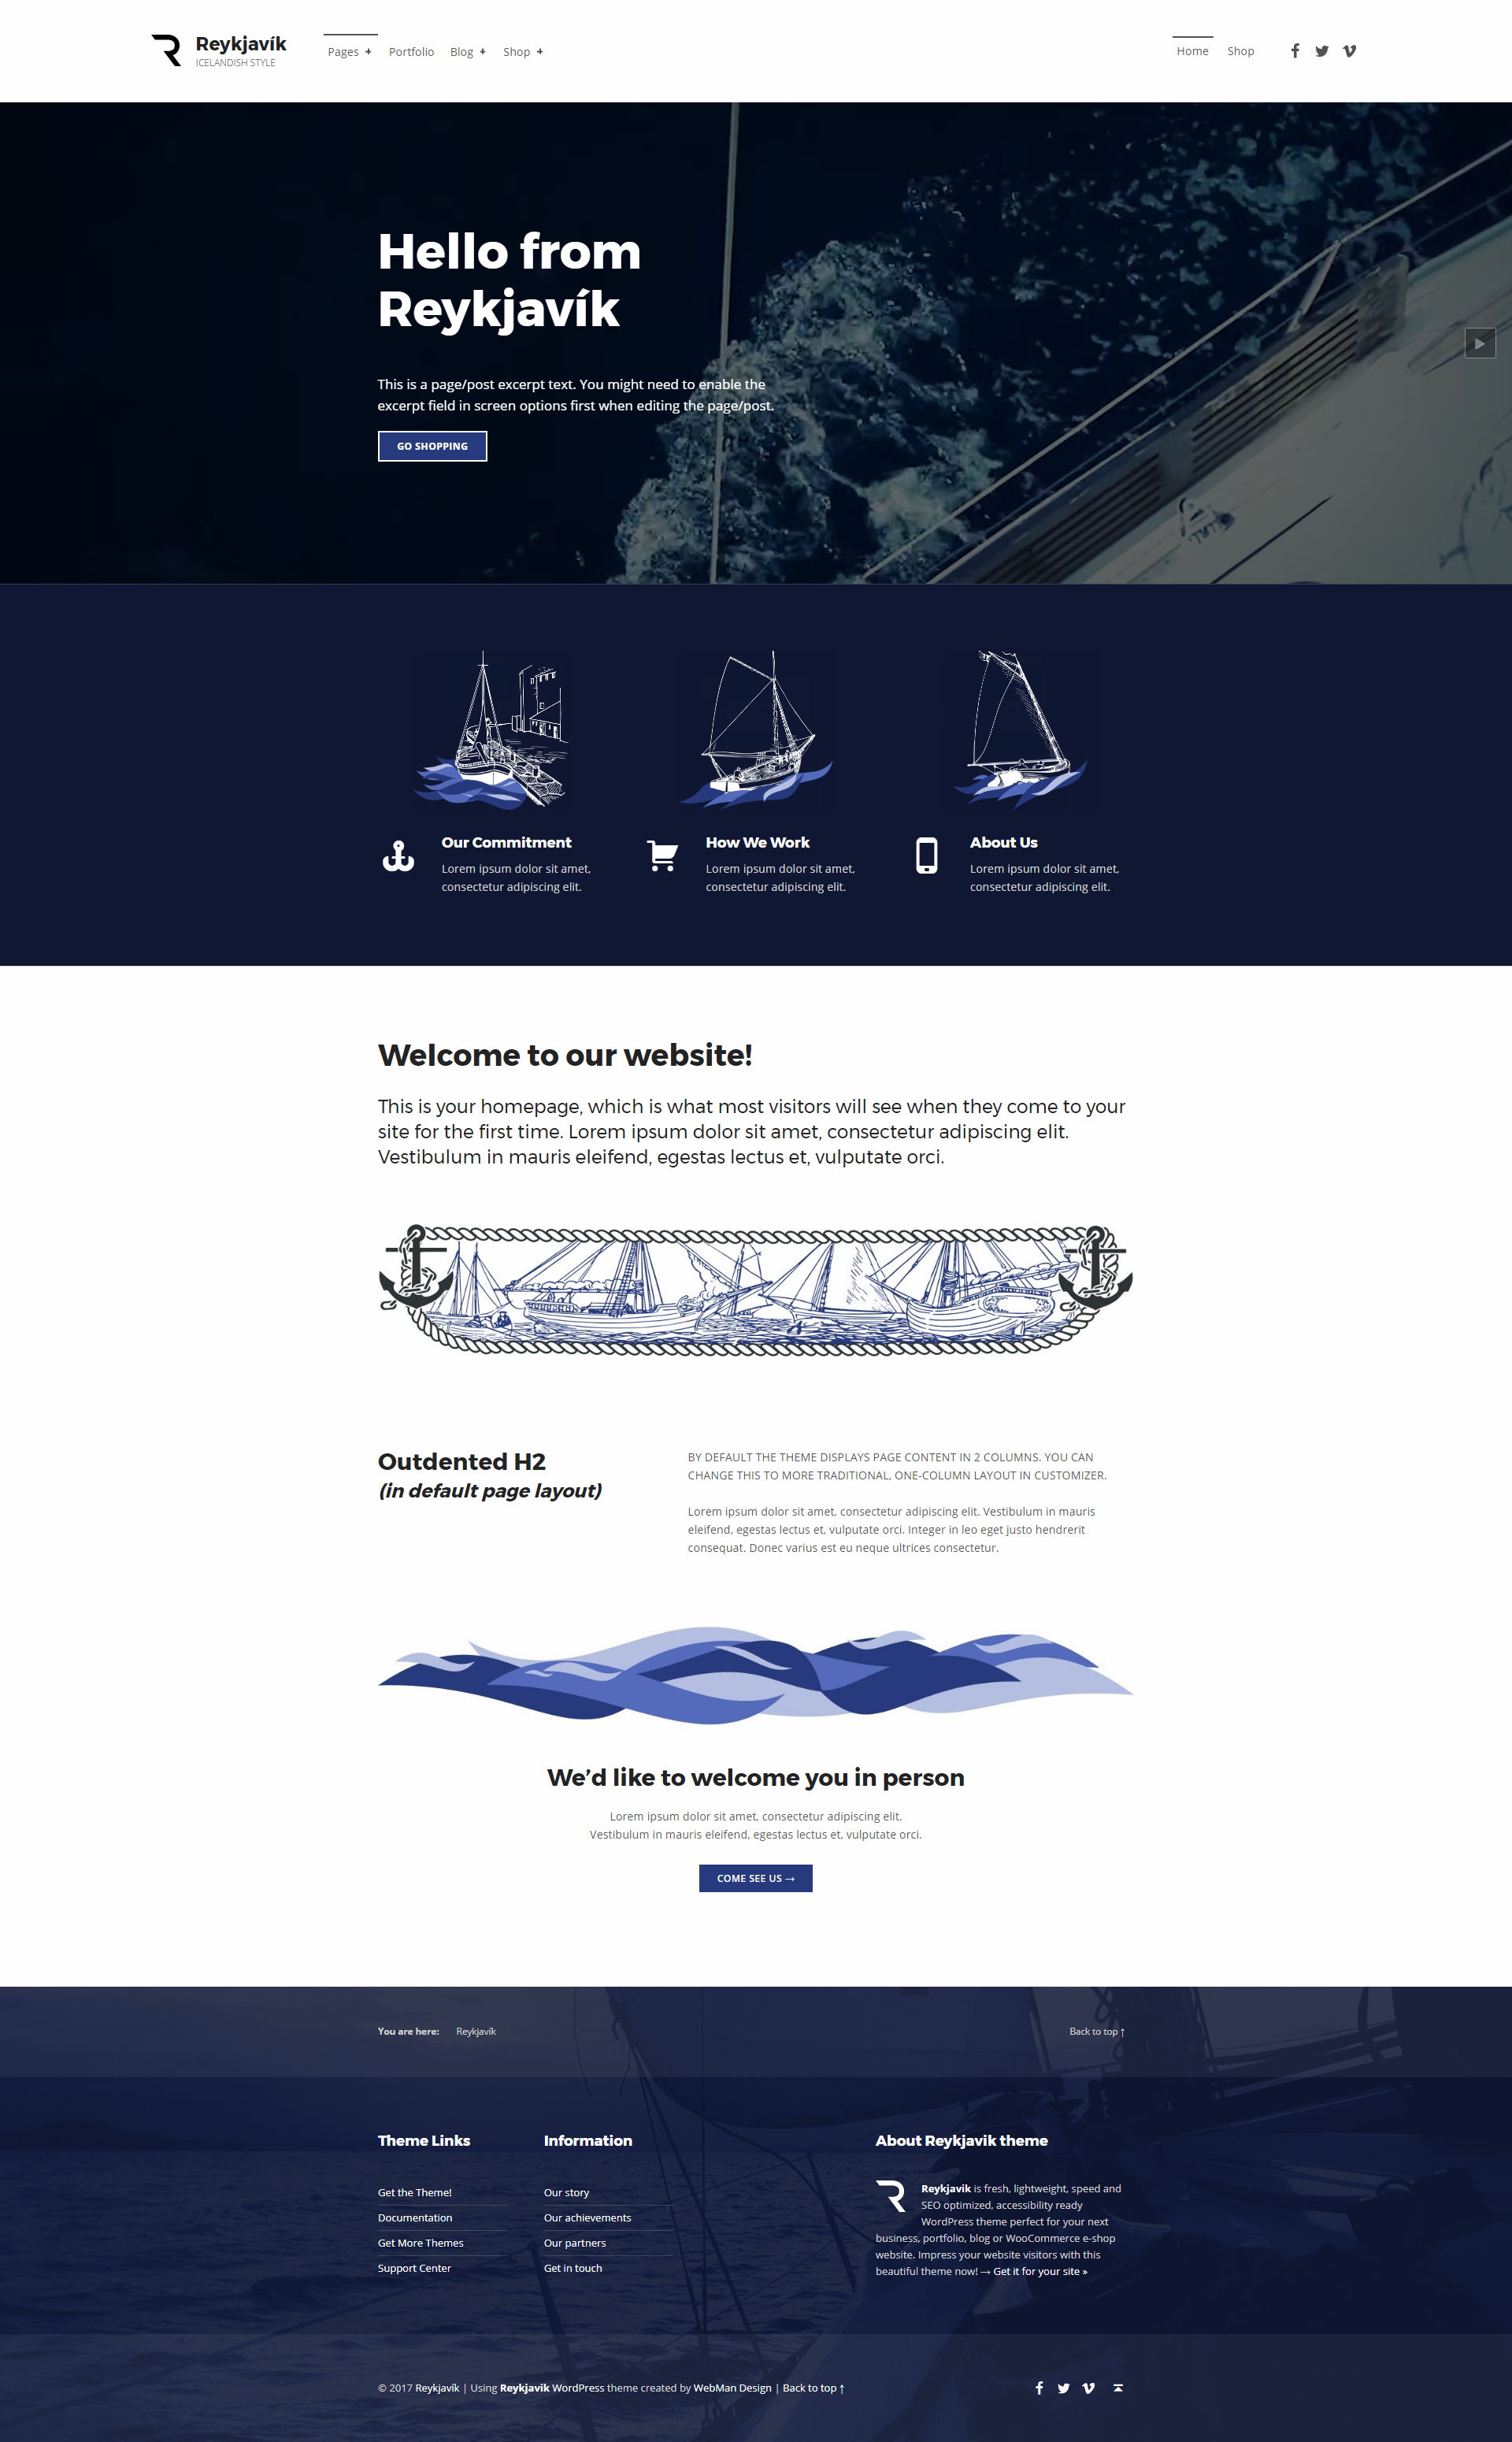 Reykjavík
ICELANDISH STYLE
Pages +
Portfolio
Blog +
Shop +
Home
Shop
Hello from
Reykjavík
This is a page/post excerpt text. You might need to enable the
excerpt field in screen options first when editing the page/post.
GO SHOPPING
Our Commitment
Lorem ipsum dolor sit amet,
consectetur adipiscing elit.
How We Work
Lorem ipsum dolor sit amet,
consectetur adipiscing elit.
About Us
Lorem ipsum dolor sit amet,
consectetur adipiscing elit.
Welcome to our website!
This is your homepage, which is what most visitors will see when they come to your
site for the first time. Lorem ipsum dolor sit amet, consectetur adipiscing elit.
Vestibulum in mauris eleifend, egestas lectus et, vulputate orci.
Outdented H2
(in default page layout)
BY DEFAULT THE THEME DISPLAYS PAGE CONTENT IN 2 COLUMNS. YOU CAN
CHANGE THIS TO MORE TRADITIONAL, ONE-COLUMN LAYOUT IN CUSTOMIZER.
Lorem ipsum dolor sit amet, consectetur adipiscing elit. Vestibulum in mauris
eleifend, egestas lectus et, vulputate orci. Integer in leo eget justo hendrerit
consequat. Donec varius est eu neque ultrices consectetur.
We’d like to welcome you in person
Lorem ipsum dolor sit amet, consectetur adipiscing elit.
Vestibulum in mauris eleifend, egestas lectus et, vulputate orci.
COME SEE US →
You are here: Reykjavík
Back to top ↑
Theme Links
Get the Theme!
Documentation
Get More Themes
Support Center
Information
Our story
Our achievements
Our partners
Get in touch
About Reykjavik theme
Reykjavik is fresh, lightweight, speed and
SEO optimized, accessibility ready
WordPress theme perfect for your next
business, portfolio, blog or WooCommerce e-shop
website. Impress your website visitors with this
beautiful theme now! → Get it for your site »
© 2017 Reykjavík | Using Reykjavik WordPress theme created by WebMan Design | Back to top ↑